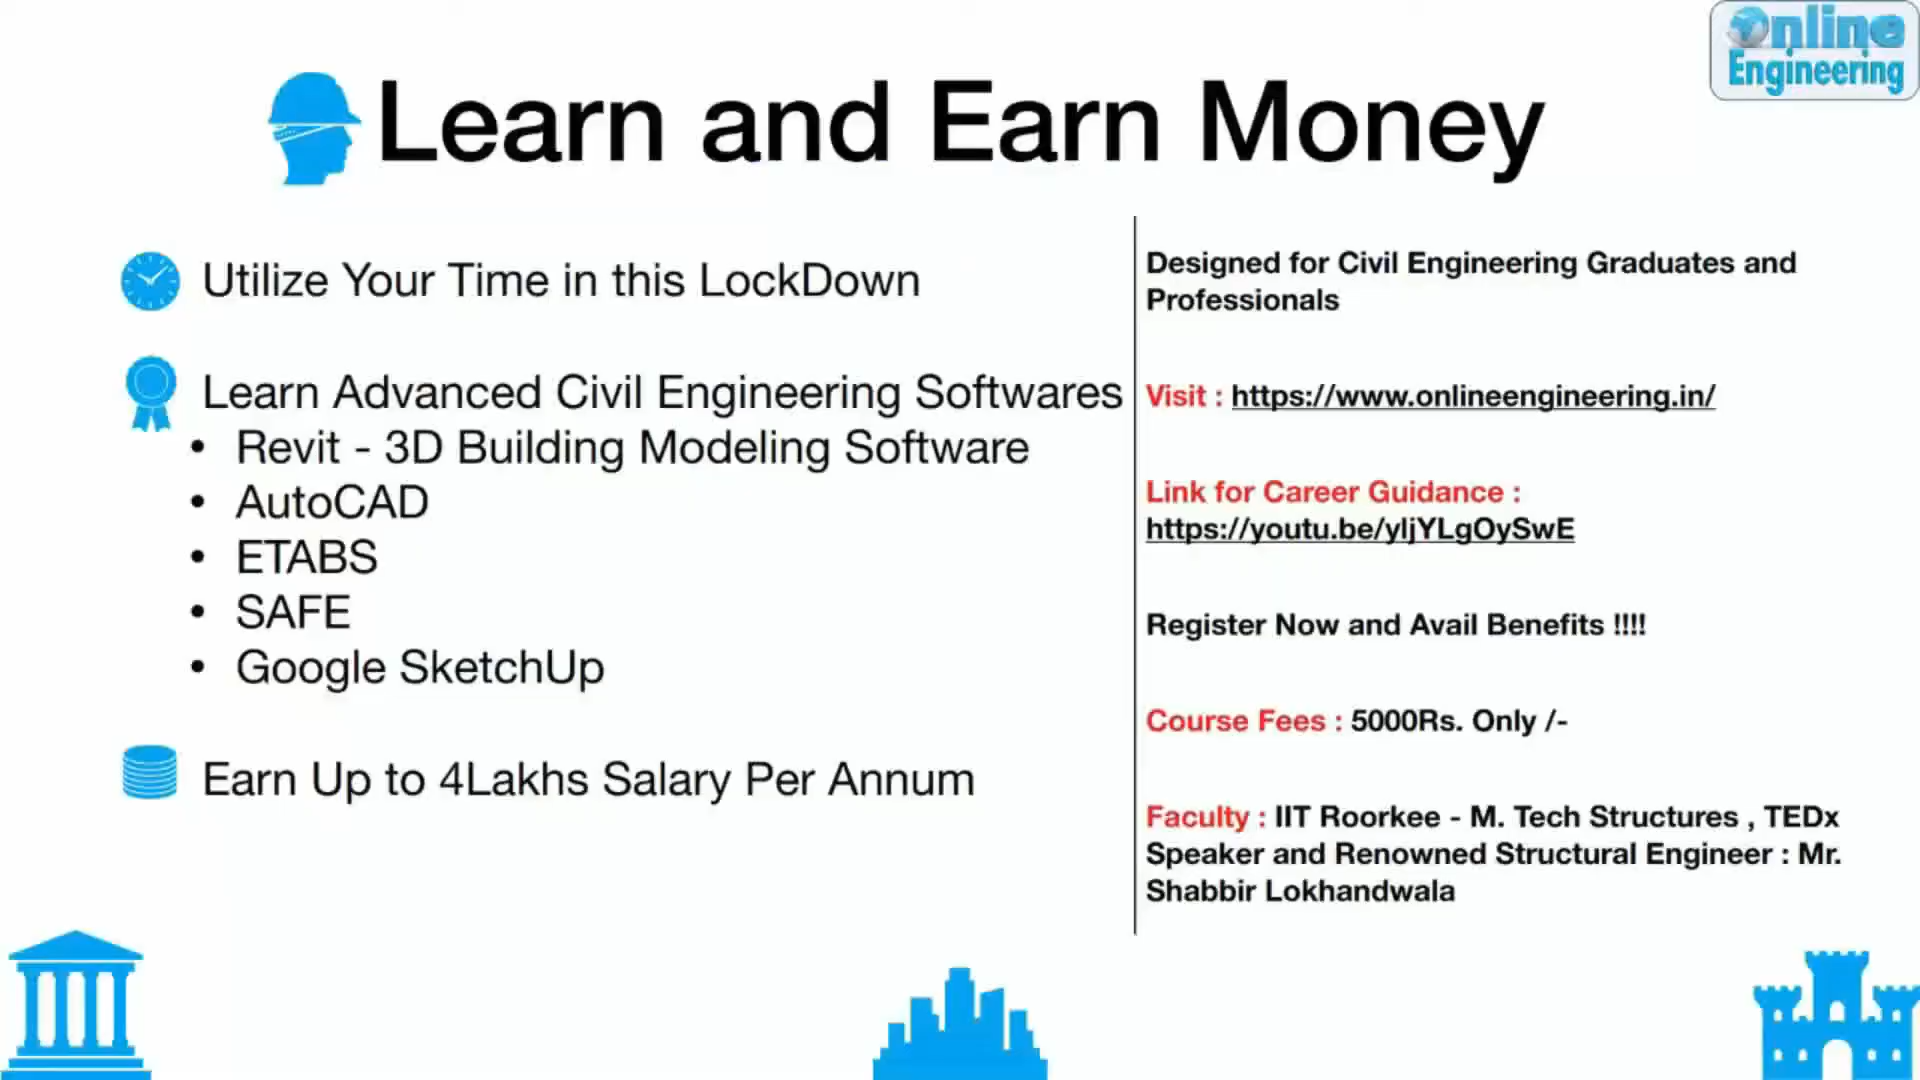 Online
Engineering
Learn and Earn Money
Utilize Your Time in this LockDown
Learn Advanced Civil Engineering Softwares
• Revit - 3D Building Modeling Software
• AutoCAD
• ETABS
• SAFE
• Google SketchUp
Earn Up to 4Lakhs Salary Per Annum
Designed for Civil Engineering Graduates and
Professionals
Visit : https://www.onlineengineering.in/
Link for Career Guidance :
https://youtu.be/yljYLgOySwE
Register Now and Avail Benefits !!!!
Course Fees : 5000Rs. Only /-
Faculty : IIT Roorkee - M. Tech Structures , TEDx
Speaker and Renowned Structural Engineer : Mr.
Shabbir Lokhandwala